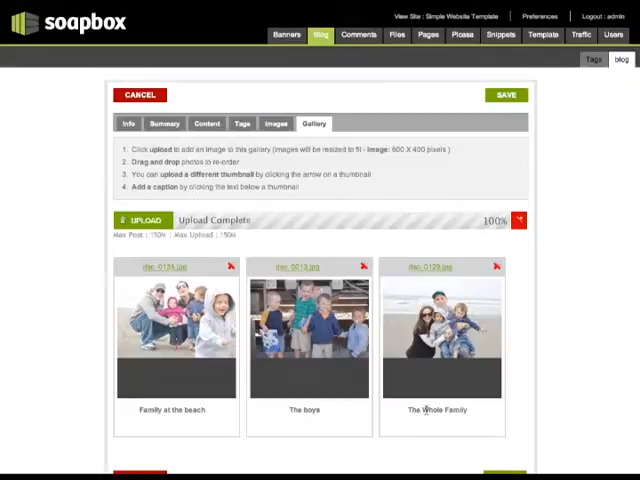 soapbox
View Site : Simple Website Template
Preferences
Logout : admin
Banners Blog Comments Files Pages Picasa Snippets Template Traffic Users
Tags blog
CANCEL SAVE
Info Summary Content Tags Images Gallery
1. Click upload to add an image to this gallery (images will be resized to fit - Image: 600 X 400 pixels )
2. Drag and drop photos to re-order
3. You can upload a different thumbnail by clicking the arrow on a thumbnail
4. Add a caption by clicking the text below a thumbnail
UPLOAD Upload Complete 100%
Max Post : 150M | Max Upload : 150M
dsc_0013.jpg dsc_0129.jpg
Family at the beach The boys The Whole Family